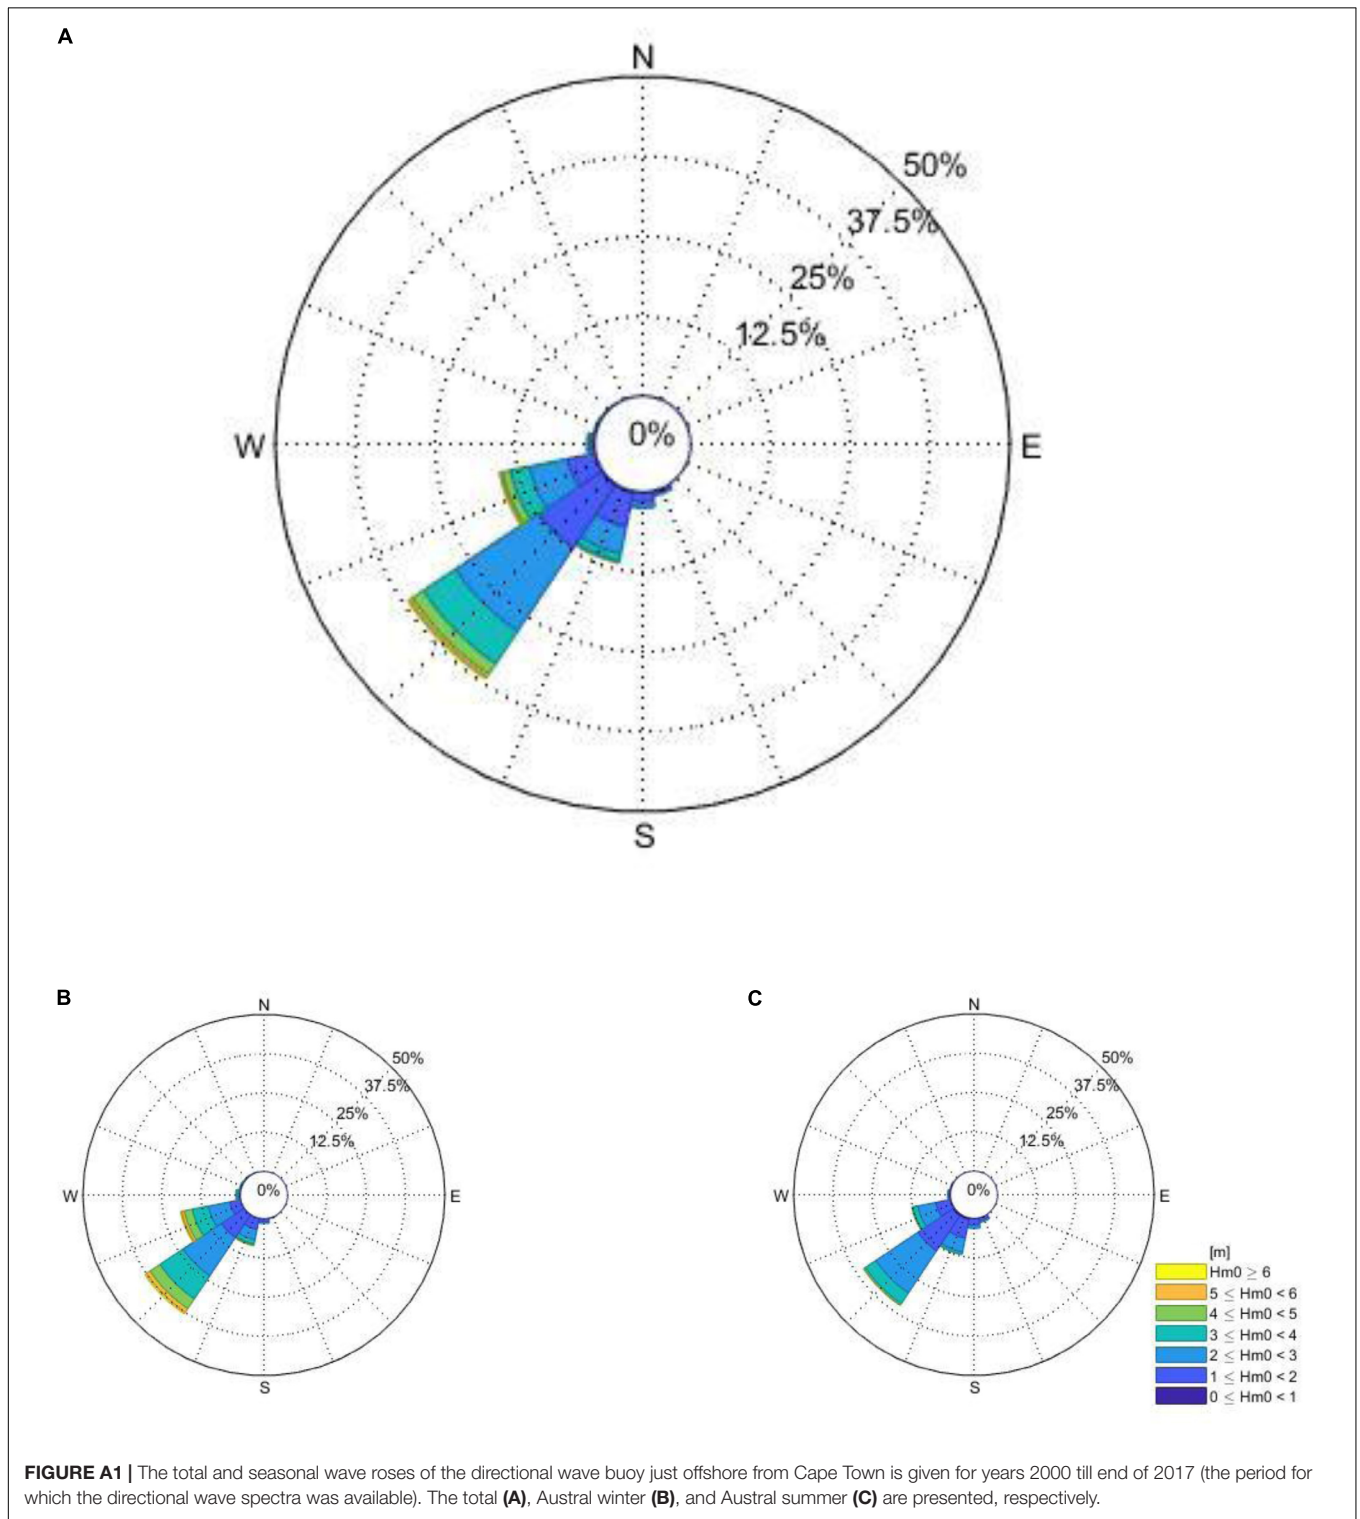 A
N
50%
37.5%
25%
12.5%
0%
W
E
S
B
N
50%
37.5%
25%
12.5%
0%
W
E
S
C
N
50%
37.5%
25%
12.5%
0%
W
E
S
[m]
Hm0 ≥ 6
5 ≤ Hm0 < 6
4 ≤ Hm0 < 5
3 ≤ Hm0 < 4
2 ≤ Hm0 < 3
1 ≤ Hm0 < 2
0 ≤ Hm0 < 1
FIGURE A1 | The total and seasonal wave roses of the directional wave buoy just offshore from Cape Town is given for years 2000 till end of 2017 (the period for
which the directional wave spectra was available). The total (A), Austral winter (B), and Austral summer (C) are presented, respectively.